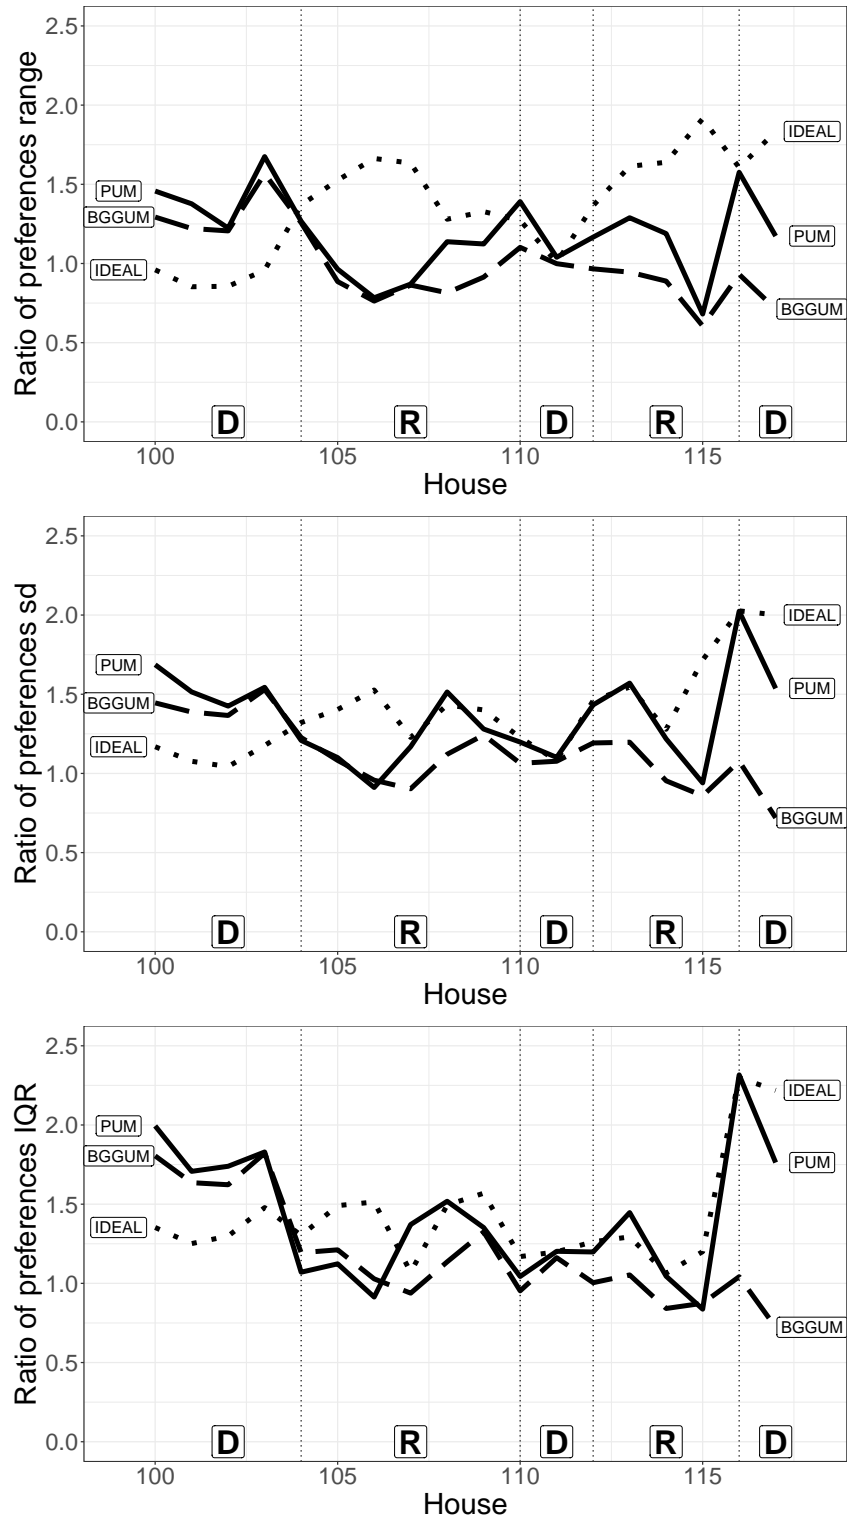 Ratio of preferences range
2.5
2.0
1.5
1.0
0.5
0.0
PUM
BGGUM
IDEAL
IDEAL
PUM
BGGUM
D R D R D
100 105 110 115
House
Ratio of preferences sd
2.5
2.0
1.5
1.0
0.5
0.0
PUM
BGGUM
IDEAL
IDEAL
PUM
BGGUM
D R D R D
100 105 110 115
House
Ratio of preferences IQR
2.5
2.0
1.5
1.0
0.5
0.0
PUM
BGGUM
IDEAL
IDEAL
PUM
BGGUM
D R D R D
100 105 110 115
House